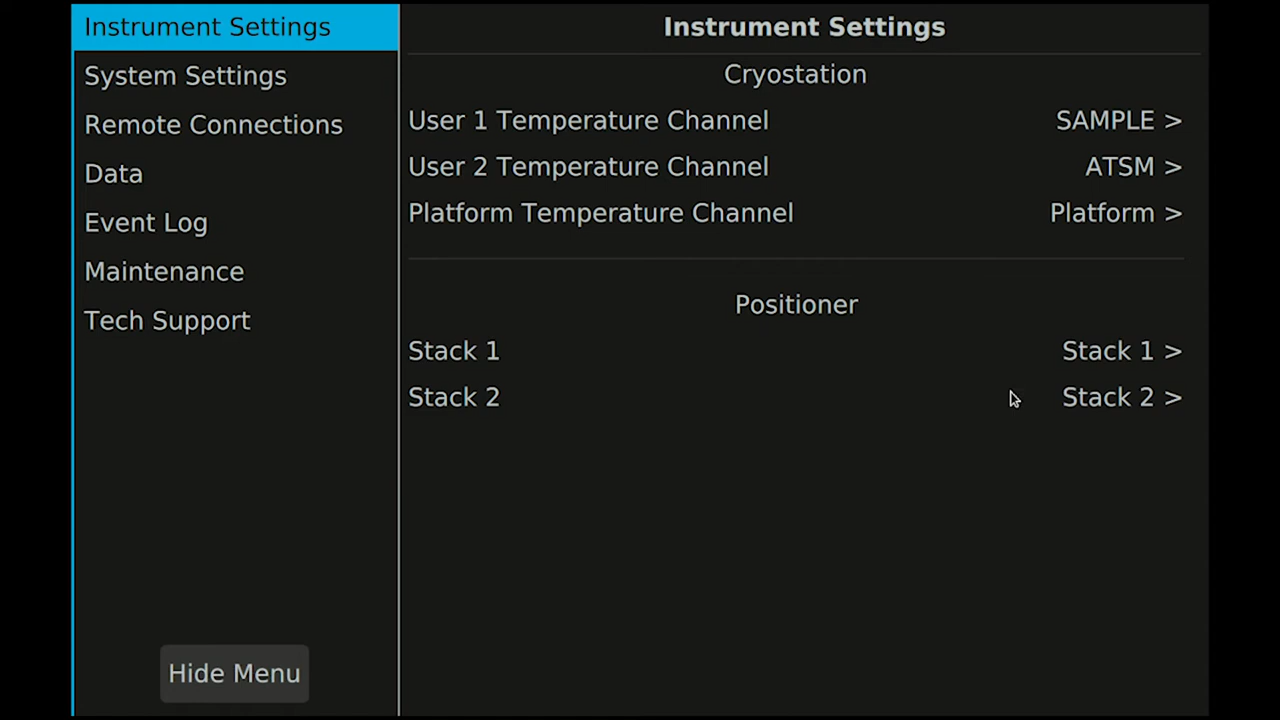 Instrument Settings
System Settings
Remote Connections
Data
Event Log
Maintenance
Tech Support
Hide Menu
Instrument Settings
Cryostation
User 1 Temperature Channel SAMPLE >
User 2 Temperature Channel ATSM >
Platform Temperature Channel Platform >
Positioner
Stack 1 Stack 1 >
Stack 2 Stack 2 >